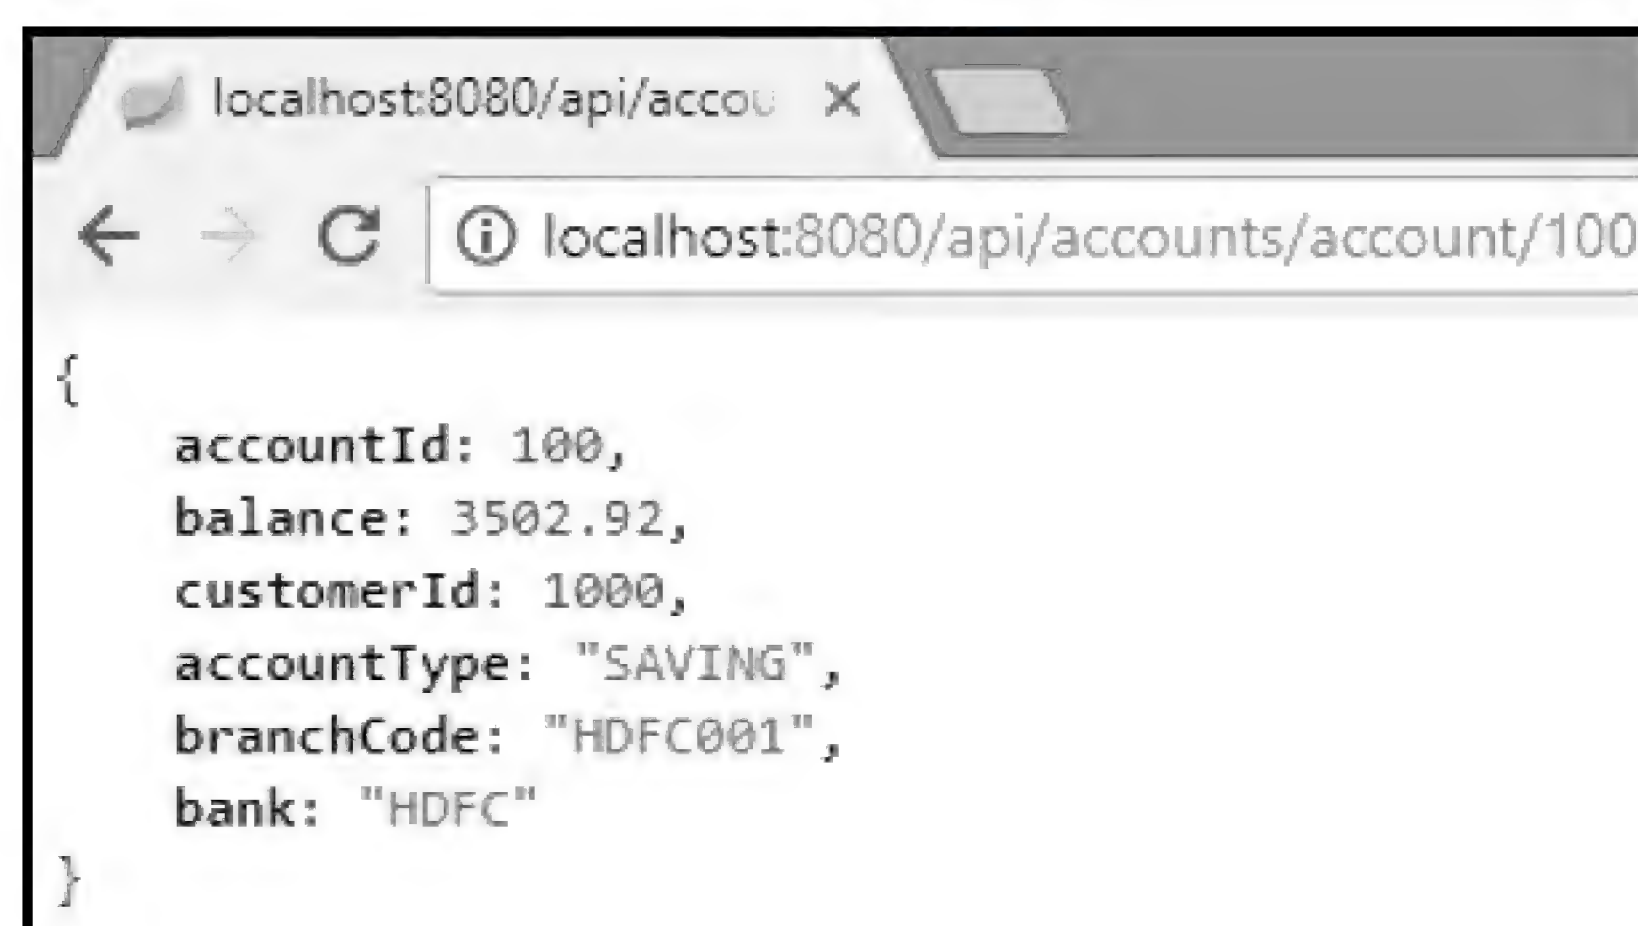 localhost:8080/api/accou
localhost:8080/api/accounts/account/100
{
accountId: 100,
balance: 3502.92,
customerId: 1000,
accountType: "SAVING",
branchCode: "HDFC001",
bank: "HDFC"
}